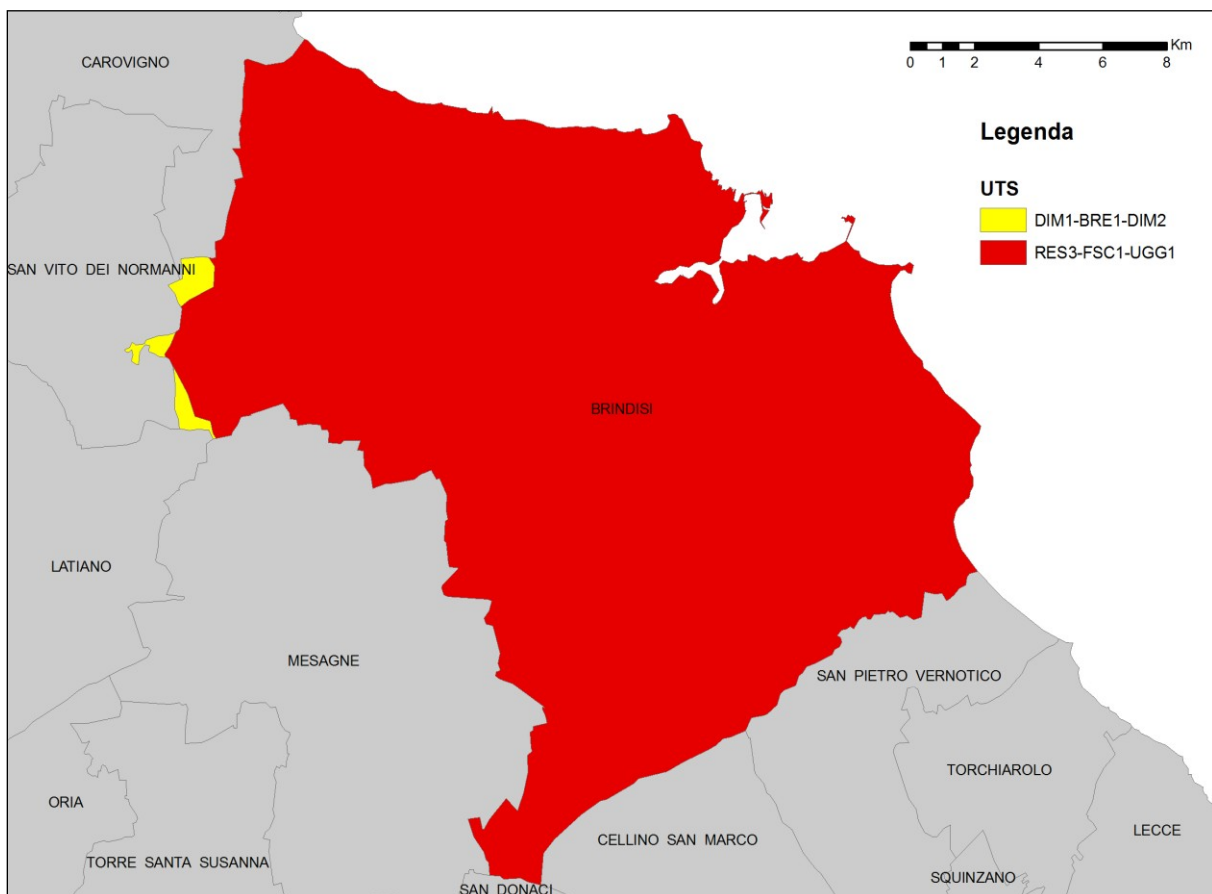 CAROVIGNO
Km
0 1 2 4 6 8
Legenda
UTS
DIM1-BRE1-DIM2
RES3-FSC1-UGG1
SAN VITO DEI NORMANNI
BRINDISI
LATIANO
MESAGNE
SAN PIETRO VERNOTICO
TORCHIAROLO
ORIA
LECCE
CELLINO SAN MARCO
TORRE SANTA SUSANNA
SQUINZANO
SAN DONACI